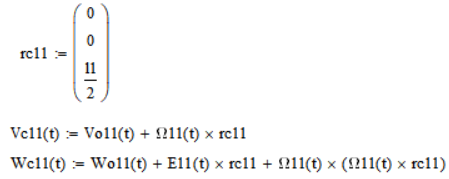 rc11 := ( 0
0
l1
2 )
Vc11(t) := Vo11(t) + Ω11(t) × rc11
Wc11(t) := Wo11(t) + E11(t) × rc11 + Ω11(t) × (Ω11(t) × rc11)